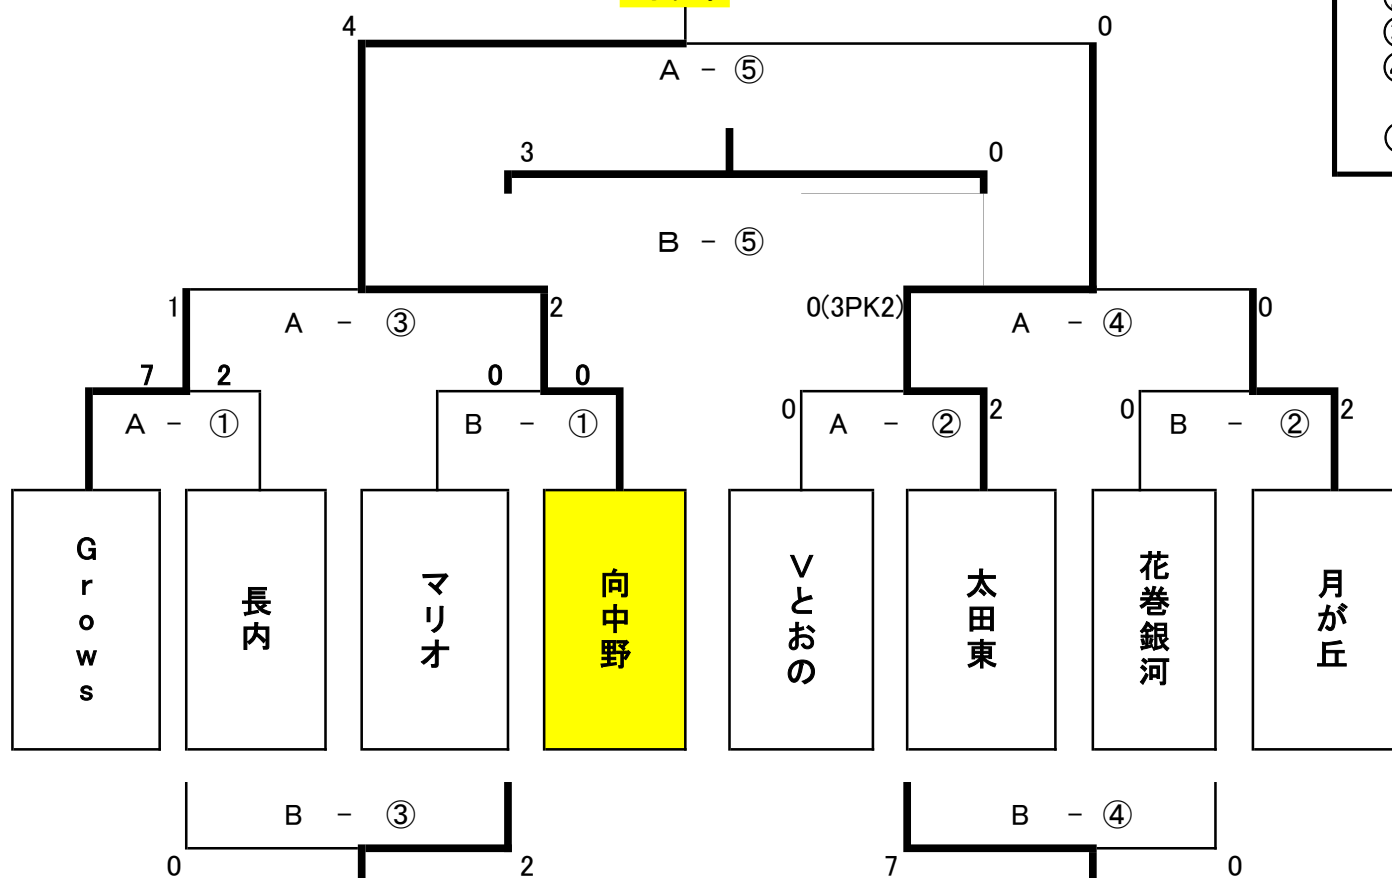 4 0
A － ⑤
3 0
B － ⑤
1 A － ③ 2 0(3PK2) A － ④ 0
7 2 0 0
A － ① B － ① 0 A － ② 2 0 B － ② 2
Grows
長内
マリオ
向中野
Vとおの
太田東
花巻銀河
月が丘
B － ③ B － ④
0 2 7 0